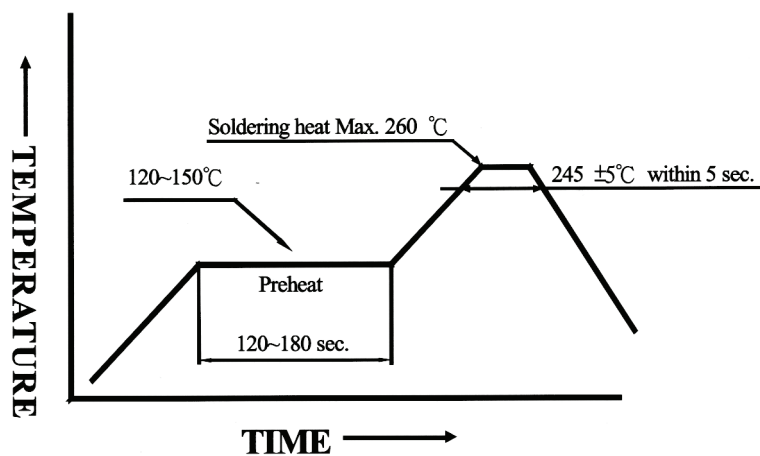 TEMPERATURE
Soldering heat Max. 260 ℃
120~150℃
245 ±5℃ within 5 sec.
Preheat
120~180 sec.
TIME